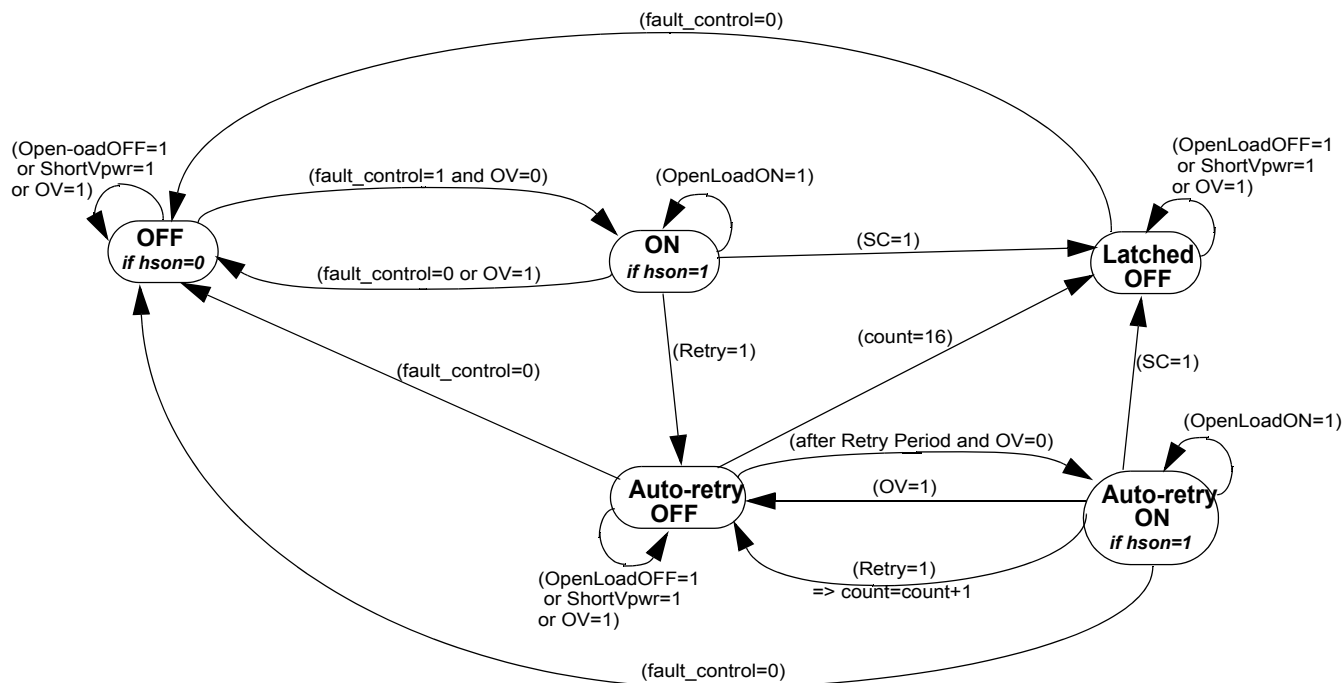 (fault_control=0)
(Open-oadOFF=1
or ShortVpwr=1
or OV=1)
(fault_control=1 and OV=0)
(OpenLoadON=1)
(OpenLoadOFF=1
or ShortVpwr=1
or OV=1)
OFF
if hson=0
ON
if hson=1
(SC=1)
Latched
OFF
(fault_control=0 or OV=1)
(Retry=1)
(count=16)
(fault_control=0)
(SC=1)
(after Retry Period and OV=0)
(OpenLoadON=1)
Auto-retry
OFF
(OV=1)
Auto-retry
ON
if hson=1
(OpenLoadOFF=1
or ShortVpwr=1
or OV=1)
(Retry=1)
=> count=count+1
(fault_control=0)